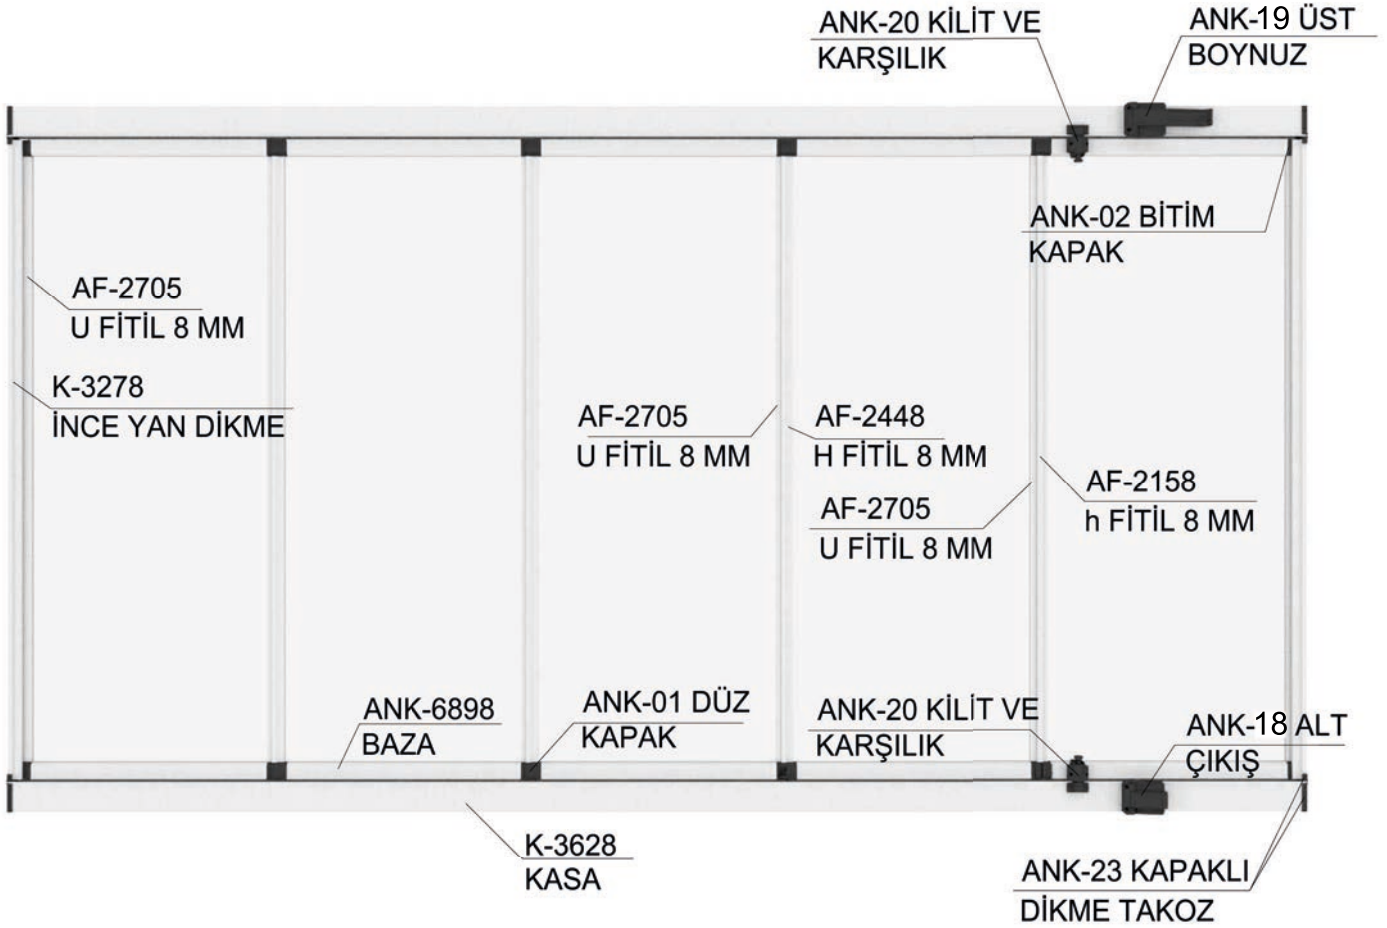 ANK-20 KİLİT VE
KARŞILIK
ANK-19 ÜST
BOYNUZ
ANK-02 BİTİM
KAPAK
AF-2705
U FİTİL 8 MM
K-3278
İNCE YAN DİKME
AF-2705
U FİTİL 8 MM
AF-2448
H FİTİL 8 MM
AF-2705
U FİTİL 8 MM
AF-2158
h FİTİL 8 MM
ANK-6898
BAZA
ANK-01 DÜZ
KAPAK
ANK-20 KİLİT VE
KARŞILIK
ANK-18 ALT
ÇIKIŞ
K-3628
KASA
ANK-23 KAPAKLI
DİKME TAKOZ